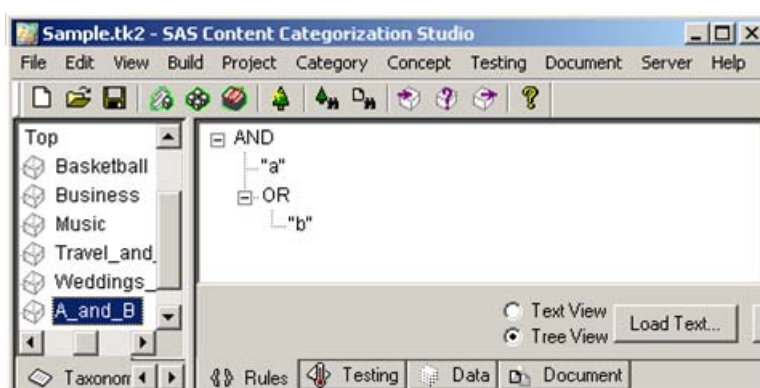 Sample.tk2 - SAS Content Categorization Studio
File Edit View Build Project Category Concept Testing Document Server Help
Top
Basketball
Business
Music
Travel_and_
Weddings_
A_and_B
AND
"a"
OR
"b"
Text View
Tree View
Load Text...
Taxonom
Rules Testing Data Document